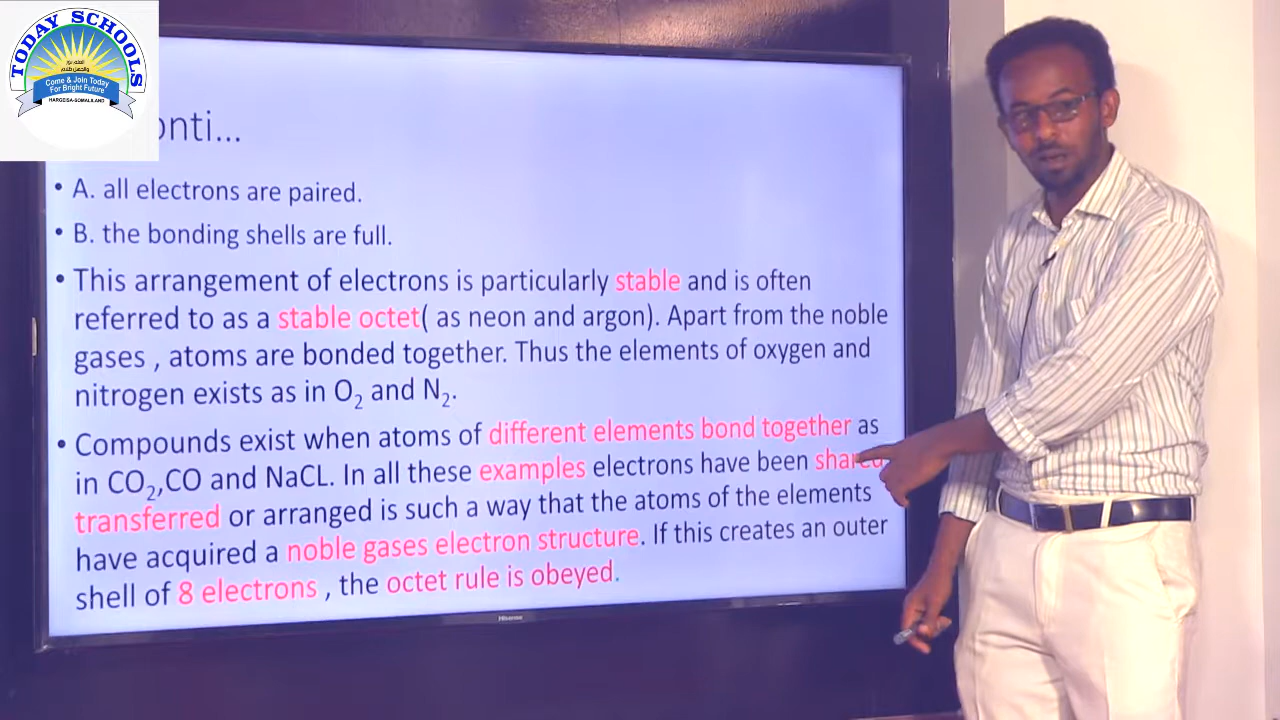 TODAY SCHOOLS
Come & Join Today
For Bright Future
HARGEISA-SOMALILAND
onti...
• A. all electrons are paired.
• B. the bonding shells are full.
• This arrangement of electrons is particularly stable and is often
referred to as a stable octet( as neon and argon). Apart from the noble
gases , atoms are bonded together. Thus the elements of oxygen and
nitrogen exists as in O₂ and N₂.
• Compounds exist when atoms of different elements bond together as
in CO₂,CO and NaCL. In all these examples electrons have been shared
transferred or arranged is such a way that the atoms of the elements
have acquired a noble gases electron structure. If this creates an outer
shell of 8 electrons , the octet rule is obeyed.
Hisense